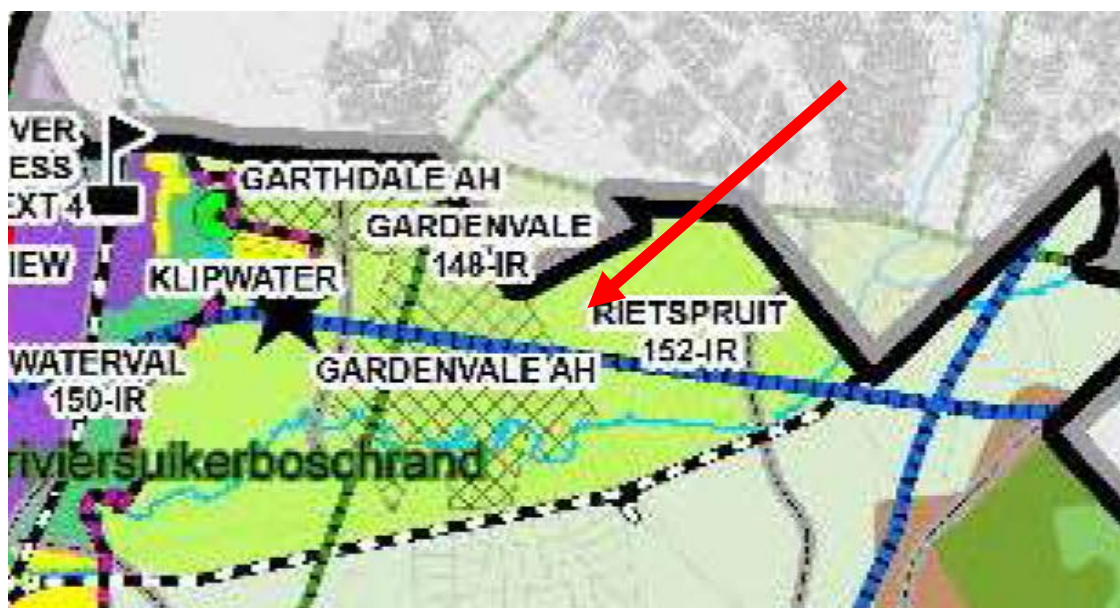 VER
ESS
EXT 4
IEW
GARTHDALE AH
GARDENVALE
148-IR
KLIPWATER
RIETSPRUIT
152-IR
WATERVAL
150-IR
GARDENVALE AH
riviersuikerboschrand